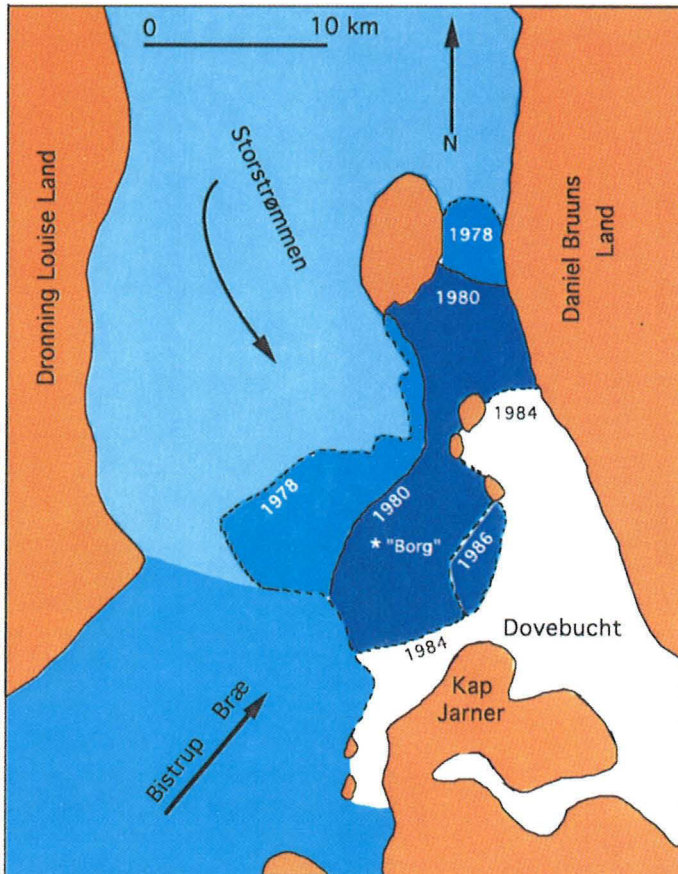 0 10 km
N
Storstrømmen
Dronning Louise Land
Daniel Bruuns
Land
1978
1980
1984
1978
1980
* "Borg"
1986
1984
Dovebucht
Kap
Jarner
Bistrup Bræ